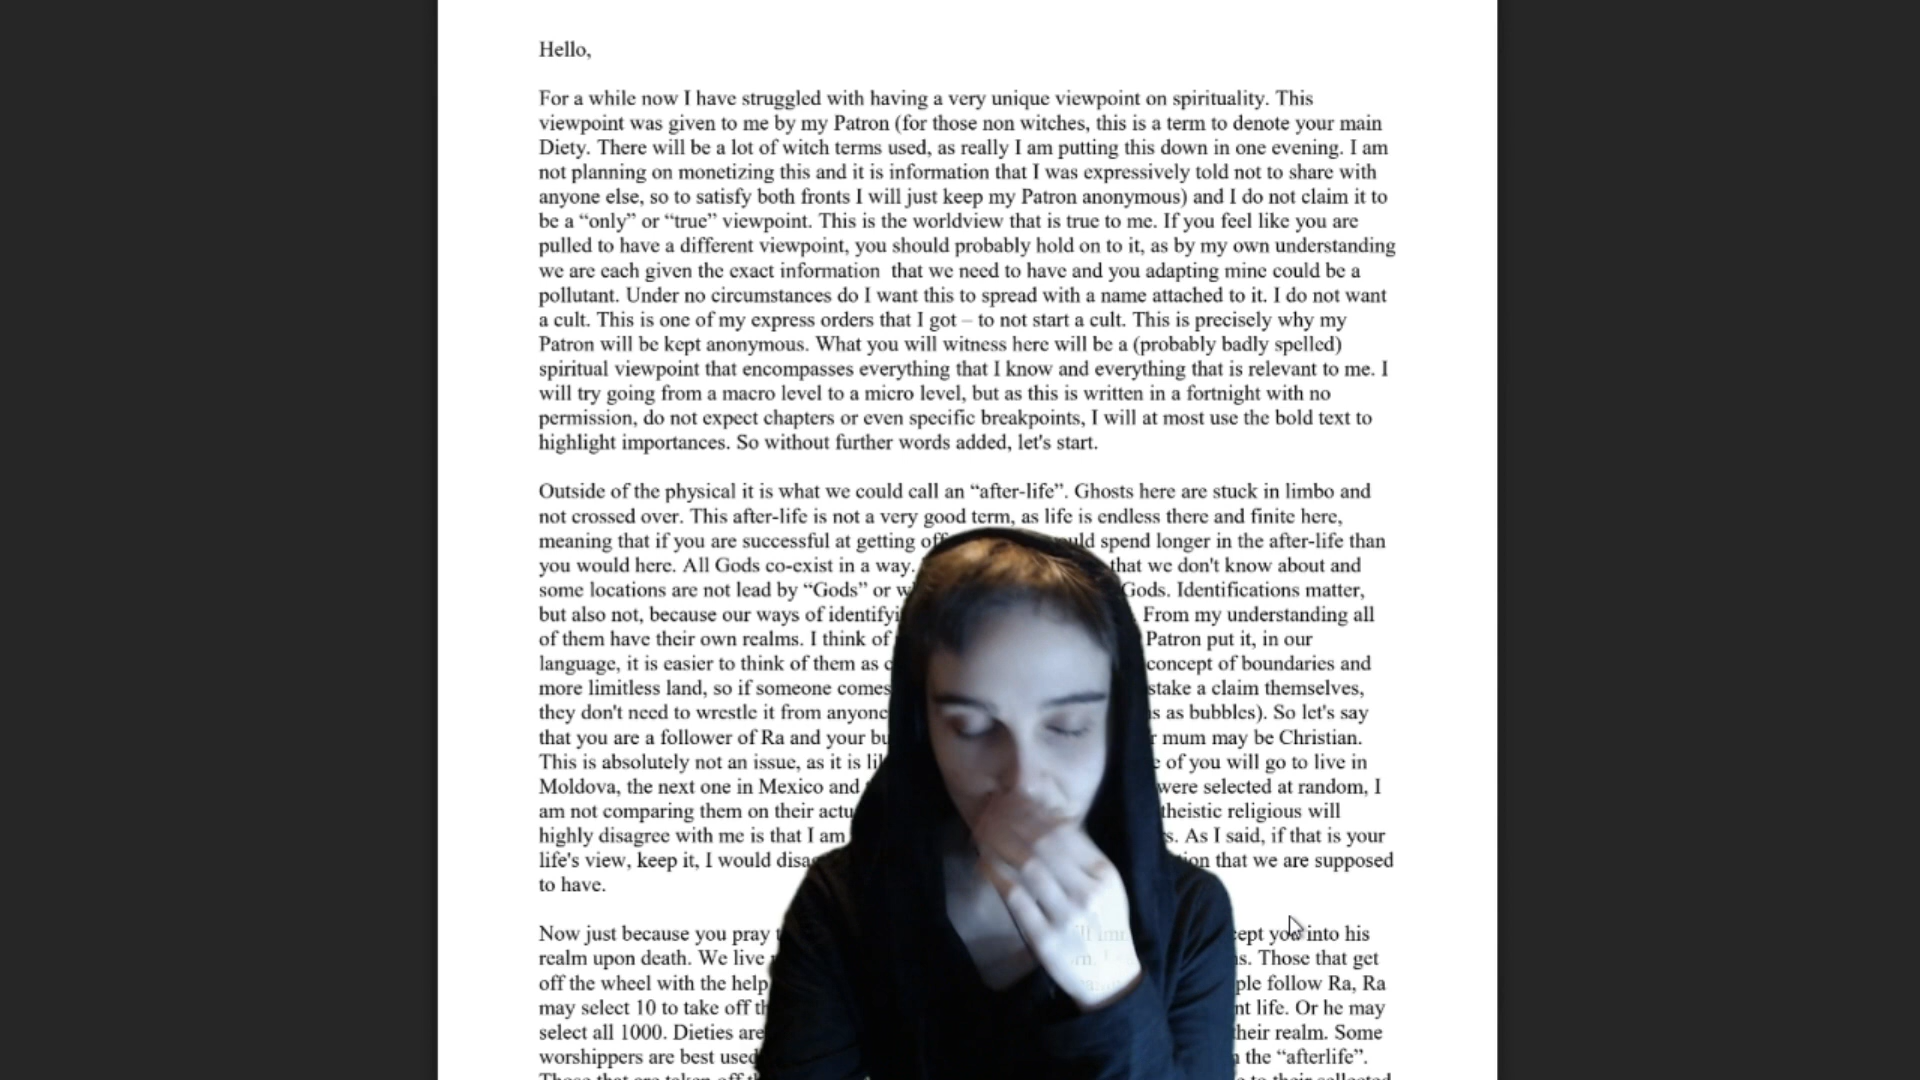 Hello,
For a while now I have struggled with having a very unique viewpoint on spirituality. This
viewpoint was given to me by my Patron (for those non witches, this is a term to denote your main
Diety. There will be a lot of witch terms used, as really I am putting this down in one evening. I am
not planning on monetizing this and it is information that I was expressively told not to share with
anyone else, so to satisfy both fronts I will just keep my Patron anonymous) and I do not claim it to
be a “only” or “true” viewpoint. This is the worldview that is true to me. If you feel like you are
pulled to have a different viewpoint, you should probably hold on to it, as by my own understanding
we are each given the exact information that we need to have and you adapting mine could be a
pollutant. Under no circumstances do I want this to spread with a name attached to it. I do not want
a cult. This is one of my express orders that I got – to not start a cult. This is precisely why my
Patron will be kept anonymous. What you will witness here will be a (probably badly spelled)
spiritual viewpoint that encompasses everything that I know and everything that is relevant to me. I
will try going from a macro level to a micro level, but as this is written in a fortnight with no
permission, do not expect chapters or even specific breakpoints, I will at most use the bold text to
highlight importances. So without further words added, let's start.
Outside of the physical it is what we could call an “after-life”. Ghosts here are stuck in limbo and
not crossed over. This after-life is not a very good term, as life is endless there and finite here,
meaning that if you are successful at getting spend longer in the after-life than
you would here. All Gods co-exist in a way. that we don't know about and
some locations are not lead by “Gods” or Gods. Identifications matter,
but also not, because our ways of From my understanding all
of them have their own realms. I think of Patron put it, in our
language, it is easier to think of them as concept of boundaries and
more limitless land, so if someone comes stake a claim themselves,
they don't need to wrestle it from anyone as bubbles). So let's say
that you are a follower of Ra and your mum may be Christian.
This is absolutely not an issue, as it is of you will go to live in
Moldova, the next one in Mexico and were selected at random, I
am not comparing them on their religious will
highly disagree with me is that I am As I said, if that is your
life's view, keep it, I would that we are supposed
to have.
Now just because you pray you into his
realm upon death. We live Those that get
off the wheel with the help follow Ra, Ra
may select 10 to take off life. Or he may
select all 1000. Dieties are their realm. Some
worshippers are best used the “afterlife”.